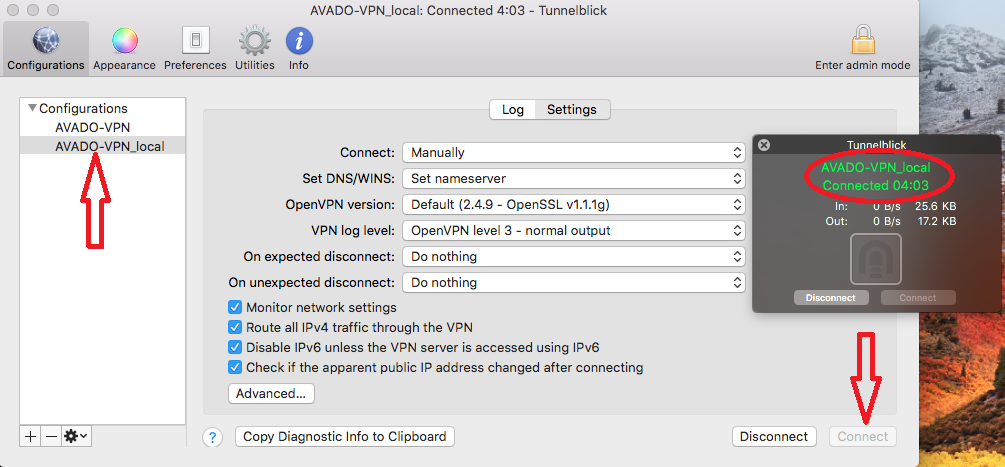 AVADO-VPN_local: Connected 4:03 - Tunnelblick
Configurations Appearance Preferences Utilities Info Enter admin mode
Configurations
AVADO-VPN
AVADO-VPN_local
Log Settings
Connect: Manually
Set DNS/WINS: Set nameserver
OpenVPN version: Default (2.4.9 - OpenSSL v1.1.1g)
VPN log level: OpenVPN level 3 - normal output
On expected disconnect: Do nothing
On unexpected disconnect: Do nothing
Monitor network settings
Route all IPv4 traffic through the VPN
Disable IPv6 unless the VPN server is accessed using IPv6
Check if the apparent public IP address changed after connecting
Advanced...
? Copy Diagnostic Info to Clipboard Disconnect Connect
Tunnelblick
AVADO-VPN_local
Connected 04:03
In: 0 B/s 25.6 KB
Out: 0 B/s 17.2 KB
Disconnect Connect